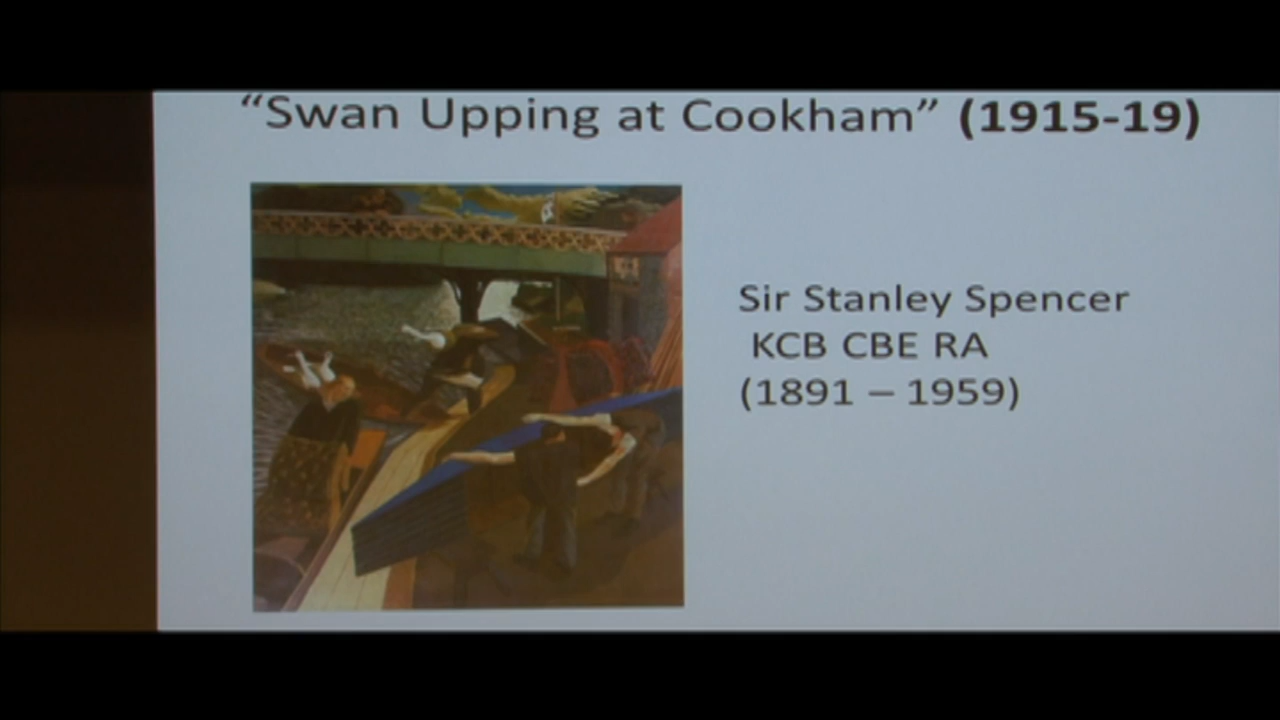 “Swan Upping at Cookham” (1915-19)
Sir Stanley Spencer
KCB CBE RA
(1891 – 1959)